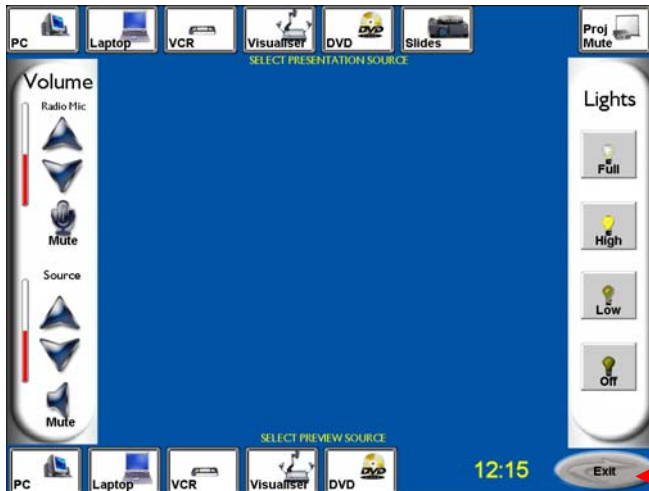 PC
Laptop
VCR
Visualiser
DVD
Slides
Proj
Mute
SELECT PRESENTATION SOURCE
Volume
Radio Mic
Mute
Source
Mute
Lights
Full
High
Low
Off
SELECT PREVIEW SOURCE
PC
Laptop
VCR
Visualiser
DVD
12:15
Exit